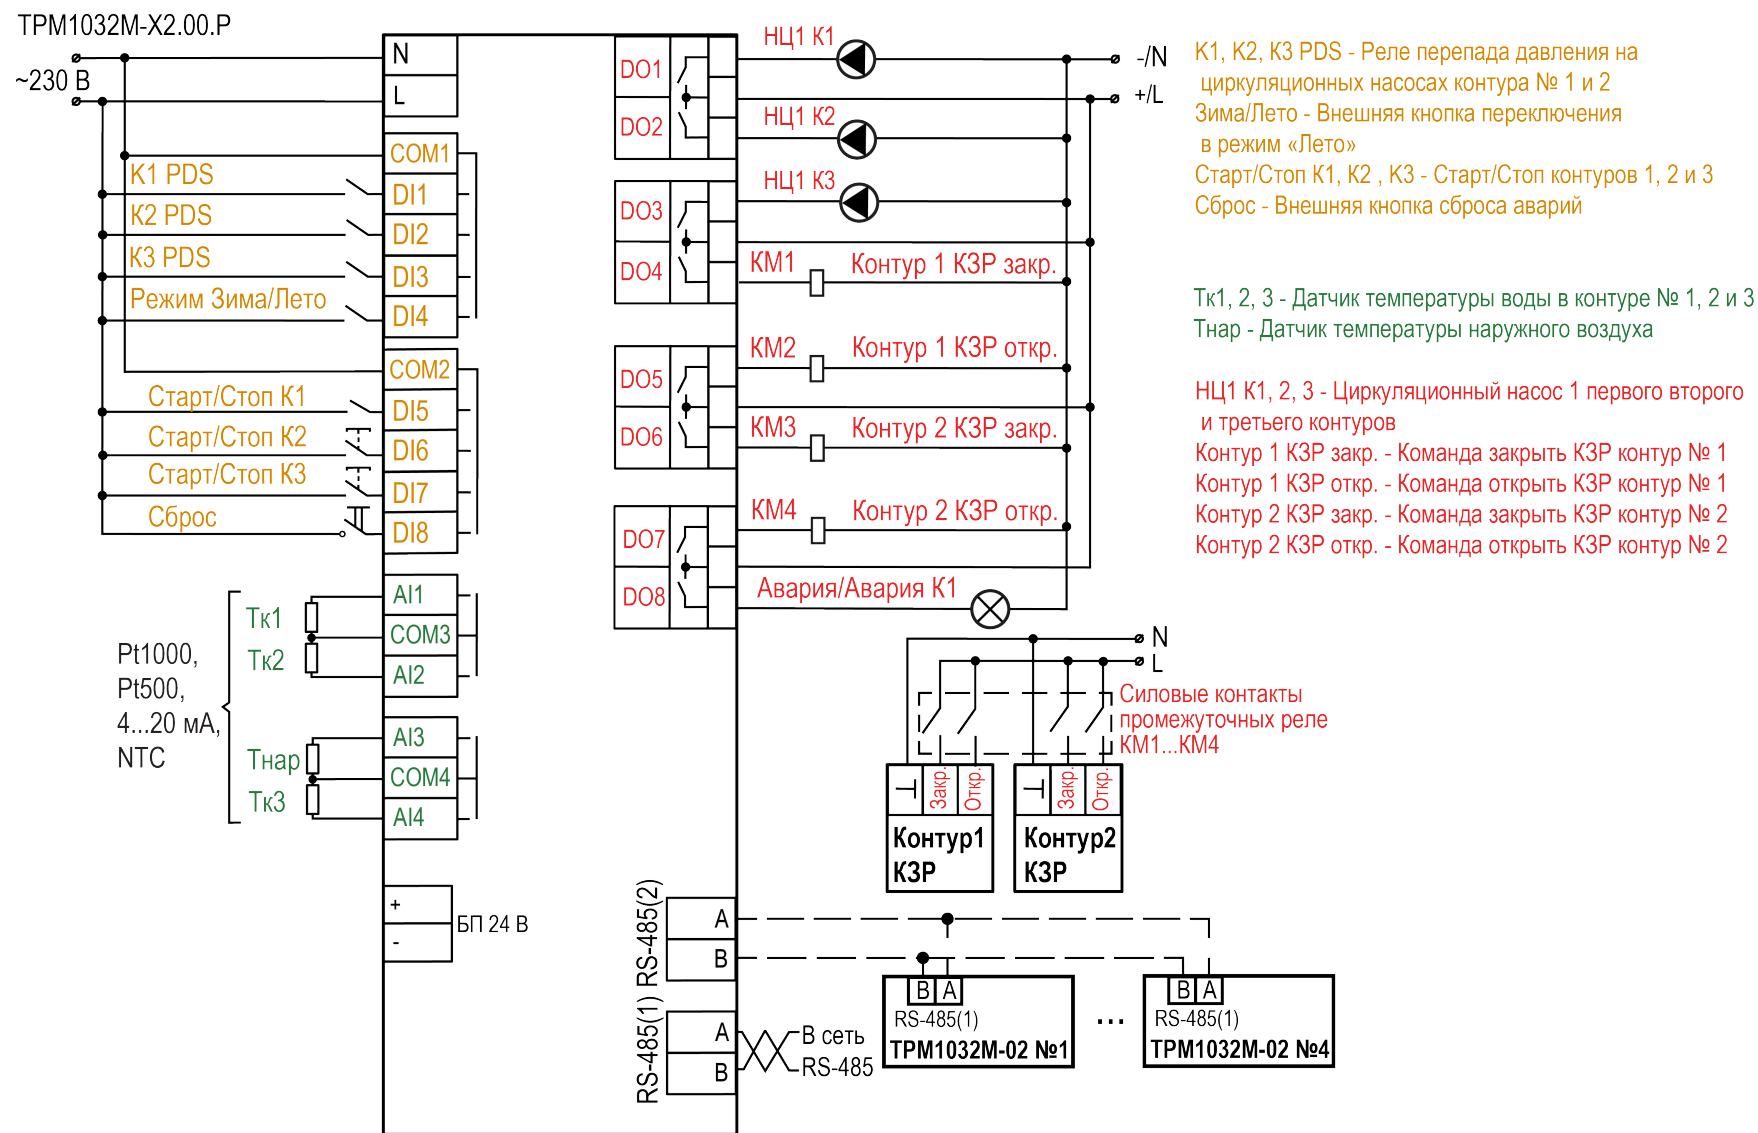 ТРМ1032М-Х2.00.Р
~230 В
N
L
COM1
K1 PDS
DI1
К2 PDS
DI2
К3 PDS
DI3
Режим Зима/Лето
DI4
COM2
Старт/Стоп К1
DI5
Старт/Стоп К2
DI6
Старт/Стоп К3
DI7
Сброс
DI8
Pt1000,
Pt500,
4...20 мА,
NTC
Тк1
AI1
COM3
Тк2
AI2
Тнар
AI3
COM4
Тк3
AI4
+
-
БП 24 В
DO1
DO2
DO3
DO4
DO5
DO6
DO7
DO8
НЦ1 К1
-/N
+/L
НЦ1 К2
НЦ1 К3
КМ1
Контур 1 КЗР закр.
КМ2
Контур 1 КЗР откр.
КМ3
Контур 2 КЗР закр.
КМ4
Контур 2 КЗР откр.
Авария/Авария К1
N
L
Силовые контакты
промежуточных реле
КМ1...КМ4
Закр.
Откр.
Закр.
Откр.
Контур1
КЗР
Контур2
КЗР
RS-485(2)
A
B
RS-485(1)
A
B
В сеть
RS-485
B A
RS-485(1)
ТРМ1032М-02 №1
...
B A
RS-485(1)
ТРМ1032М-02 №4
K1, K2, К3 PDS - Реле перепада давления на
циркуляционных насосах контура № 1 и 2
Зима/Лето - Внешняя кнопка переключения
в режим «Лето»
Старт/Стоп К1, К2 , К3 - Старт/Стоп контуров 1, 2 и 3
Сброс - Внешняя кнопка сброса аварий
Тк1, 2, 3 - Датчик температуры воды в контуре № 1, 2 и 3
Тнар - Датчик температуры наружного воздуха
НЦ1 К1, 2, 3 - Циркуляционный насос 1 первого второго
и третьего контуров
Контур 1 КЗР закр. - Команда закрыть КЗР контур № 1
Контур 1 КЗР откр. - Команда открыть КЗР контур № 1
Контур 2 КЗР закр. - Команда закрыть КЗР контур № 2
Контур 2 КЗР откр. - Команда открыть КЗР контур № 2